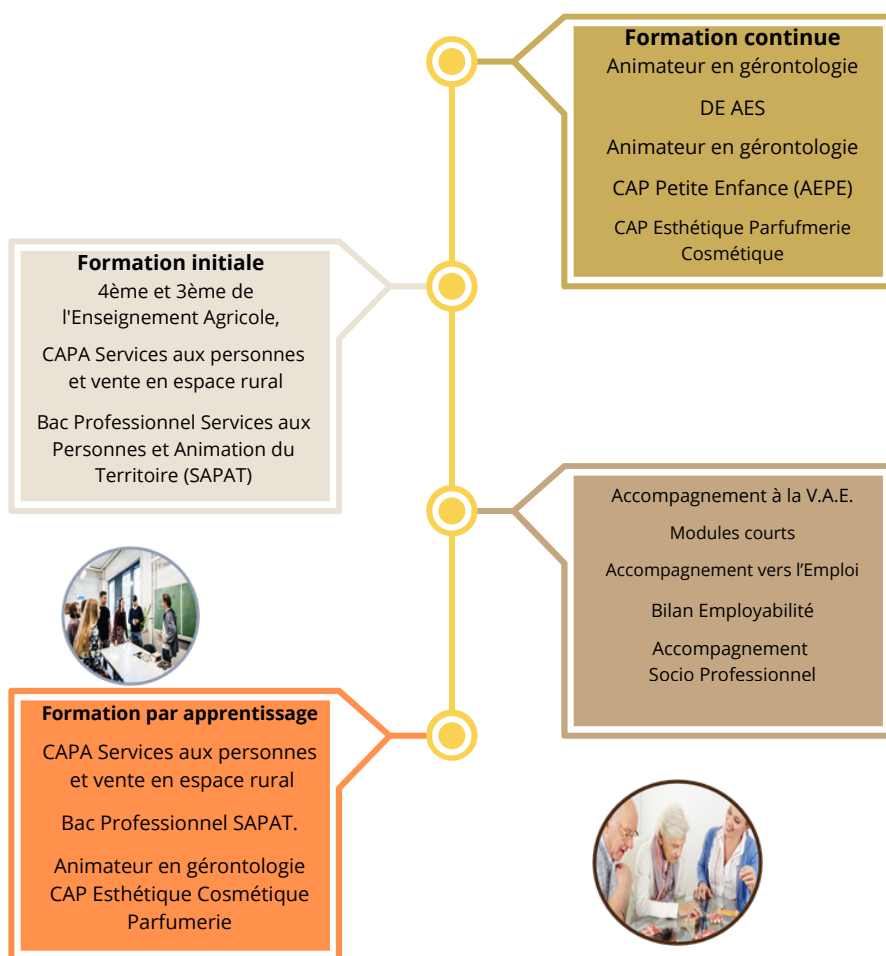 Formation continue
Animateur en gérontologie
DE AES
Animateur en gérontologie
CAP Petite Enfance (AEPE)
CAP Esthétique Parfufmerie
Cosmétique
Formation initiale
4ème et 3ème de
l'Enseignement Agricole,
CAPA Services aux personnes
et vente en espace rural
Bac Professionnel Services aux
Personnes et Animation du
Territoire (SAPAT)
Accompagnement à la V.A.E.
Modules courts
Accompagnement vers l’Emploi
Bilan Employabilité
Accompagnement
Socio Professionnel
Formation par apprentissage
CAPA Services aux personnes
et vente en espace rural
Bac Professionnel SAPAT.
Animateur en gérontologie
CAP Esthétique Cosmétique
Parfumerie